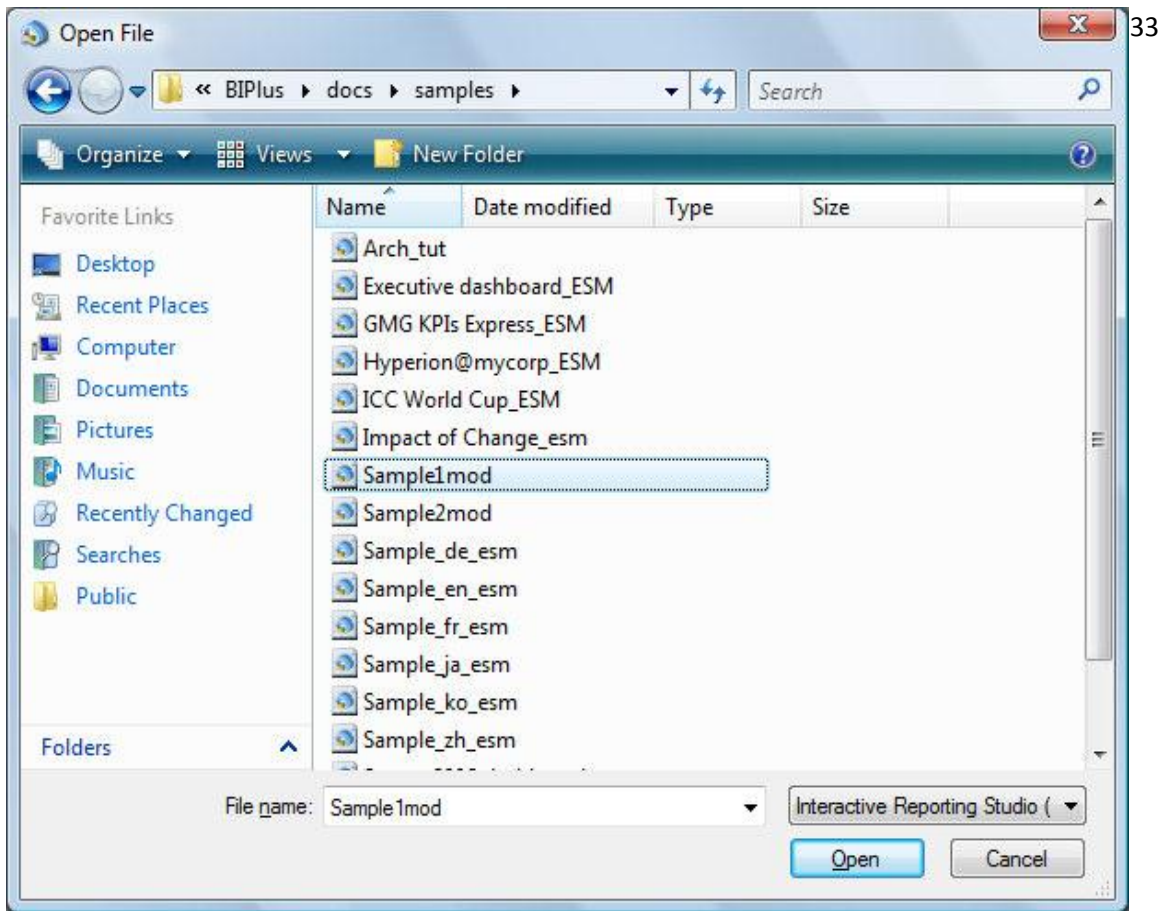 Open File
33
« BIPlus docs samples
Search
Organize Views New Folder
Favorite Links
Desktop
Recent Places
Computer
Documents
Pictures
Music
Recently Changed
Searches
Public
Folders
Name Date modified Type Size
Arch_tut
Executive dashboard_ESM
GMG KPIs Express_ESM
Hyperion@mycorp_ESM
ICC World Cup_ESM
Impact of Change_esm
Sample1mod
Sample2mod
Sample_de_esm
Sample_en_esm
Sample_fr_esm
Sample_ja_esm
Sample_ko_esm
Sample_zh_esm
File name: Sample1mod
Interactive Reporting Studio (
Open Cancel